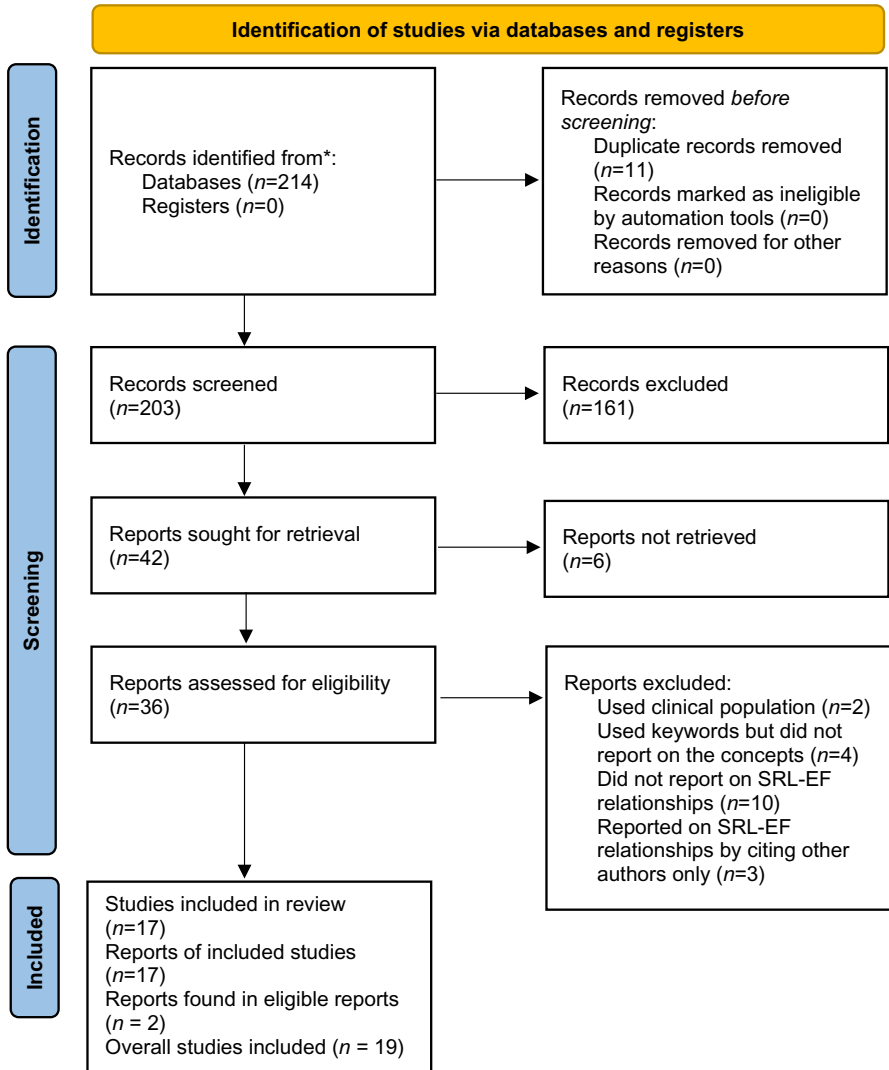 Identification of studies via databases and registers
Identification
Records identified from*:
Databases (n=214)
Registers (n=0)
Records removed before
screening:
Duplicate records removed
(n=11)
Records marked as ineligible
by automation tools (n=0)
Records removed for other
reasons (n=0)
Screening
Records screened
(n=203)
Records excluded
(n=161)
Reports sought for retrieval
(n=42)
Reports not retrieved
(n=6)
Reports assessed for eligibility
(n=36)
Reports excluded:
Used clinical population (n=2)
Used keywords but did not
report on the concepts (n=4)
Did not report on SRL-EF
relationships (n=10)
Reported on SRL-EF
relationships by citing other
authors only (n=3)
Included
Studies included in review
(n=17)
Reports of included studies
(n=17)
Reports found in eligible reports
(n = 2)
Overall studies included (n = 19)